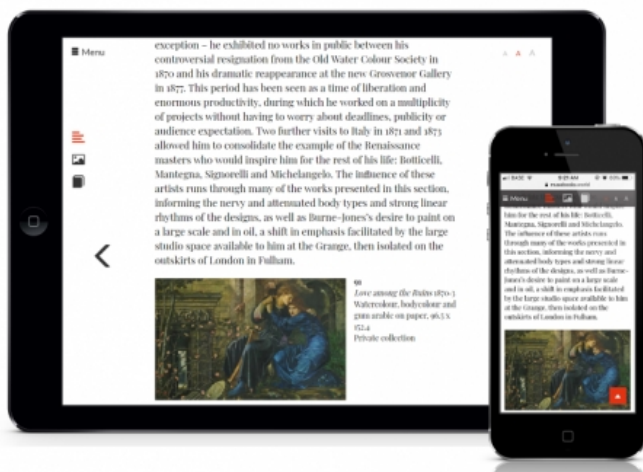 Menu
A A A
exception – he exhibited no works in public between his
controversial resignation from the Old Water Colour Society in
1870 and his dramatic reappearance at the new Grosvenor Gallery
in 1877. This period has been seen as a time of liberation and
enormous productivity, during which he worked on a multiplicity
of projects without having to worry about deadlines, publicity or
audience expectation. Two further visits to Italy in 1871 and 1873
allowed him to consolidate the example of the Renaissance
masters who would inspire him for the rest of his life: Botticelli,
Mantegna, Signorelli and Michelangelo. The influence of these
artists runs through many of the works presented in this section,
informing the nervy and attenuated body types and strong linear
rhythms of the designs, as well as Burne-Jones's desire to paint on
a large scale and in oil, a shift in emphasis facilitated by the large
studio space available to him at the Grange, then isolated on the
outskirts of London in Fulham.
Love among the Ruins 1870-3
Watercolour, bodycolour and
gum arabic on paper, 96.5 x
152.4
Private collection
Menu
him for the rest of his life: Botticelli,
Mantegna, Signorelli and Michelangelo.
The influence of these artists runs
through many of the works presented in
this section, informing the nervy and
attenuated body types and strong linear
rhythms of the designs, as well as Burne-
Jones's desire to paint on a large scale
and in oil, a shift in emphasis facilitated
by the large studio space available to him
at the Grange, then isolated on the
outskirts of London in Fulham.